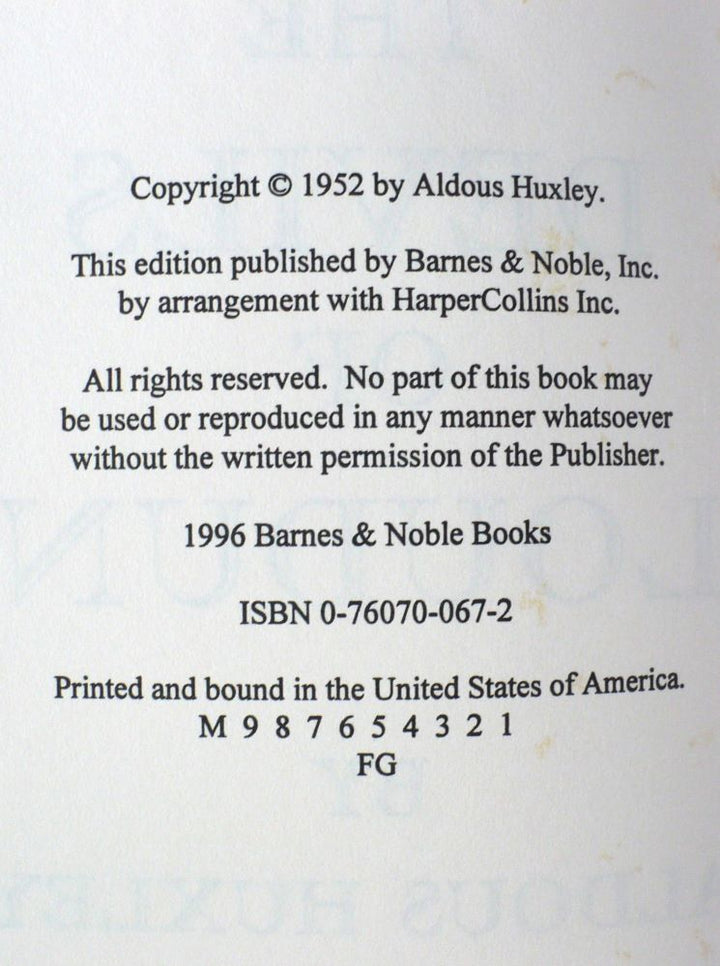 Copyright © 1952 by Aldous Huxley.
This edition published by Barnes & Noble, Inc.
by arrangement with HarperCollins Inc.
All rights reserved. No part of this book may
be used or reproduced in any manner whatsoever
without the written permission of the Publisher.
1996 Barnes & Noble Books
ISBN 0-76070-067-2
Printed and bound in the United States of America.
M 9 8 7 6 5 4 3 2 1
FG